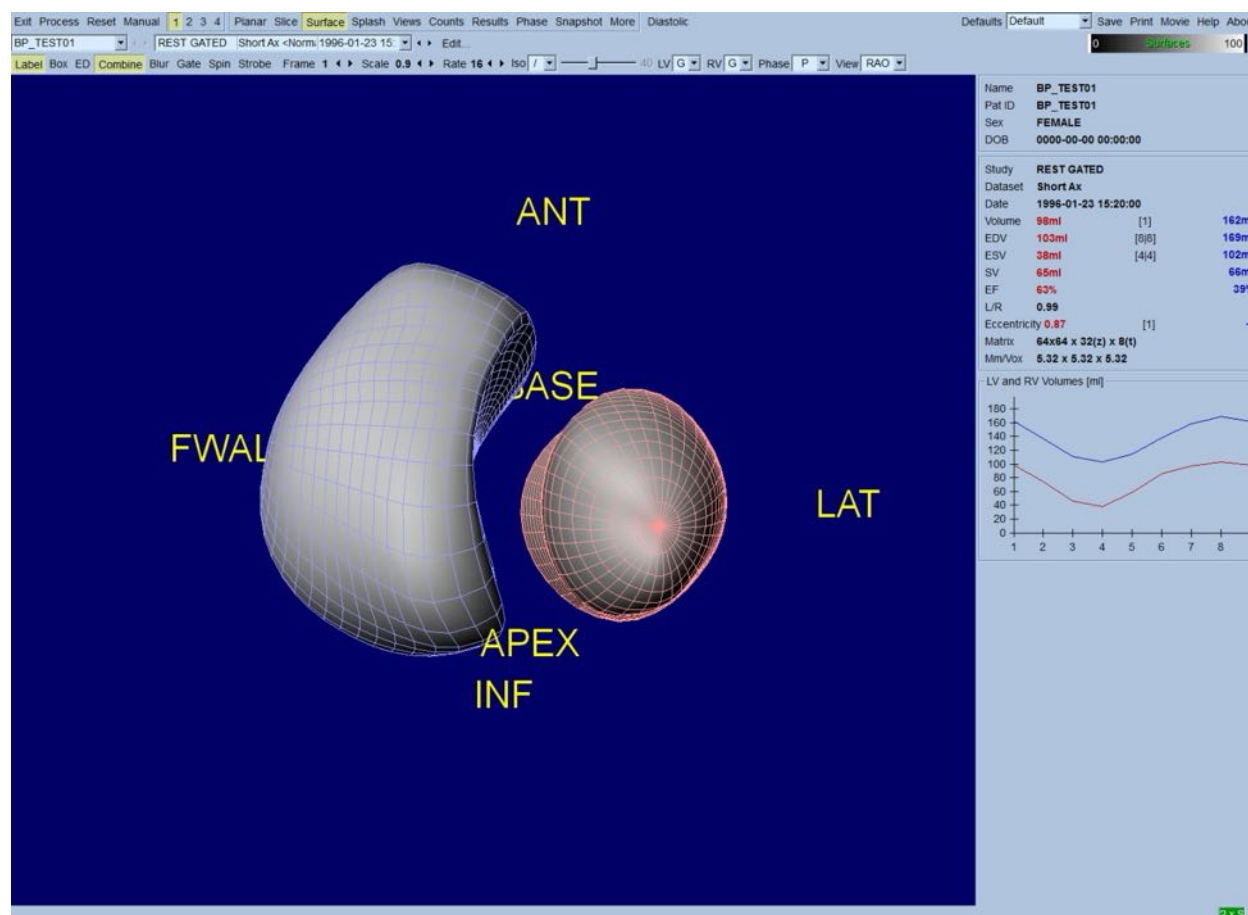 Exit Process Reset Manual 1 2 3 4 Planar Slice Surface Splash Views Counts Results Phase Snapshot More Diastolic Defaults Default Save Print Movie Help Abou
BP_TEST01 REST GATED Short Ax <Norm 1996-01-23 15: Edit... 0 Surfaces 100
Label Box ED Combine Blur Gate Spin Strobe Frame 1 Scale 0.9 Rate 16 Iso / 40 LV G RV G Phase P View RAO
Name BP_TEST01
Pat ID BP_TEST01
Sex FEMALE
DOB 0000-00-00 00:00:00
Study REST GATED
Dataset Short Ax
Date 1996-01-23 15:20:00
Volume 98ml [1] 162m
EDV 103ml [8|8] 169m
ESV 38ml [4|4] 102m
SV 65ml 66m
EF 63% 39%
L/R 0.99
Eccentricity 0.87 [1] -
Matrix 64x64 x 32(z) x 8(t)
Mm/Vox 5.32 x 5.32 x 5.32
LV and RV Volumes [ml]
180
160
140
120
100
80
60
40
20
0
1 2 3 4 5 6 7 8
ANT
BASE
FWAL
LAT
APEX
INF